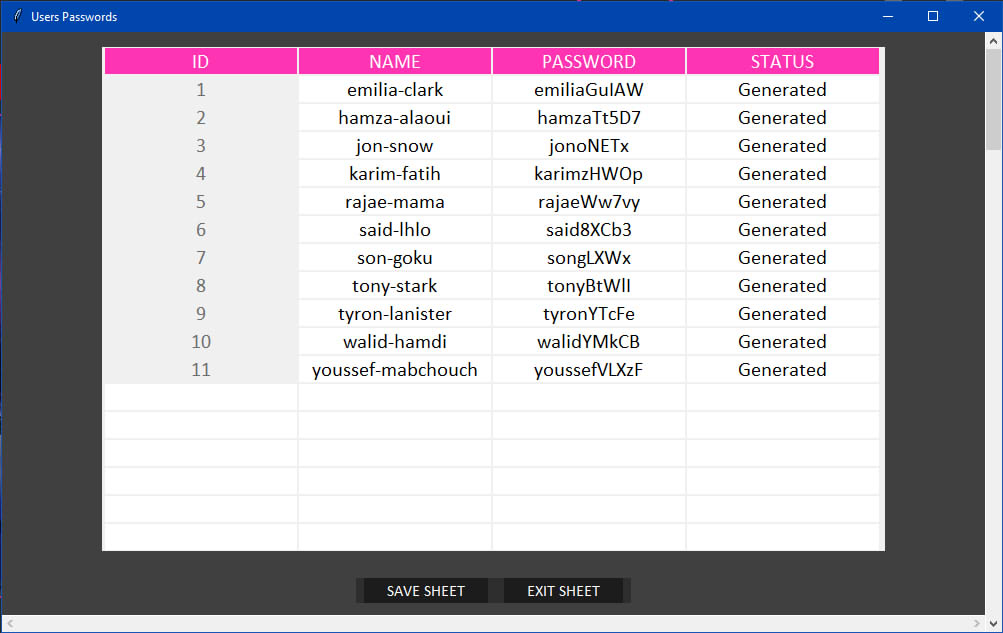 Users Passwords
ID NAME PASSWORD STATUS
1 emilia-clark emiliaGuIAW Generated
2 hamza-alaoui hamzaTt5D7 Generated
3 jon-snow jonoNETx Generated
4 karim-fatih karimzHWOp Generated
5 rajae-mama rajaeWw7vy Generated
6 said-lhlo said8XCb3 Generated
7 son-goku songLXWx Generated
8 tony-stark tonyBtWlI Generated
9 tyron-lanister tyronYTcFe Generated
10 walid-hamdi walidYMkCB Generated
11 youssef-mabchouch youssefVLXzF Generated
SAVE SHEET EXIT SHEET